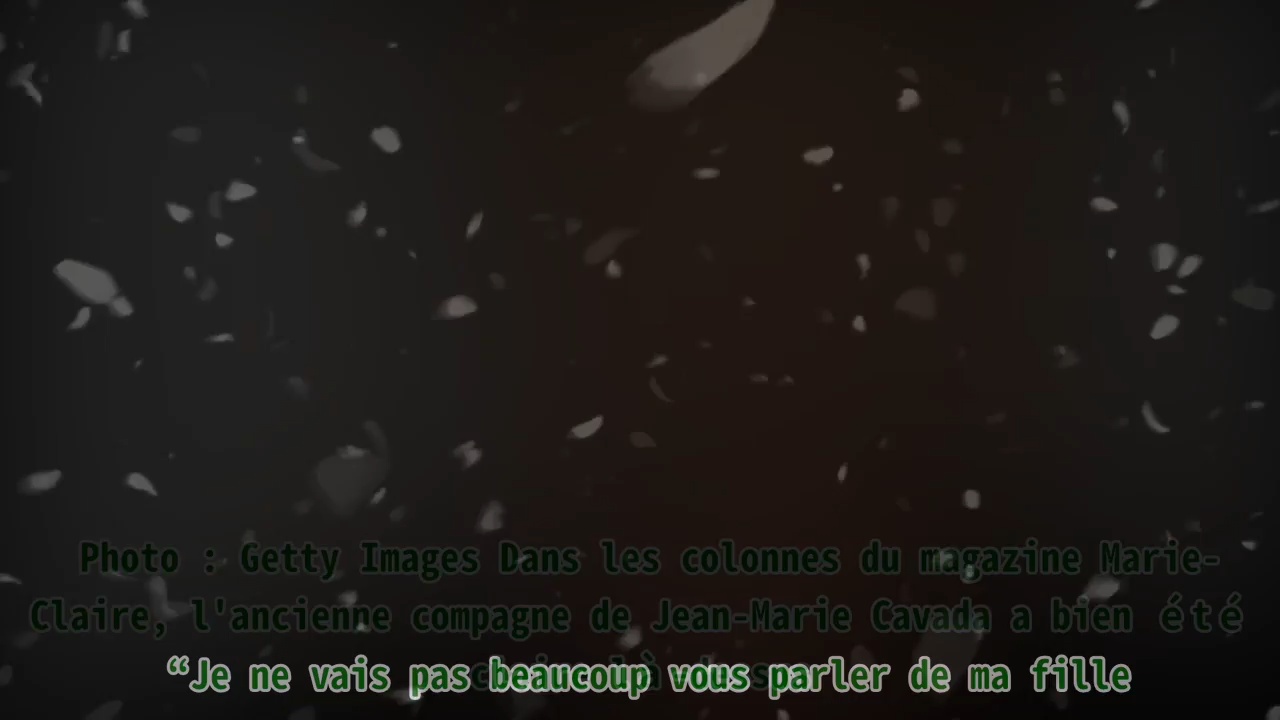 Photo : Getty Images Dans les colonnes du magazine Marie-
Claire, l'ancienne compagne de Jean-Marie Cavada a bien été
“Je ne vais pas beaucoup vous parler de ma fille